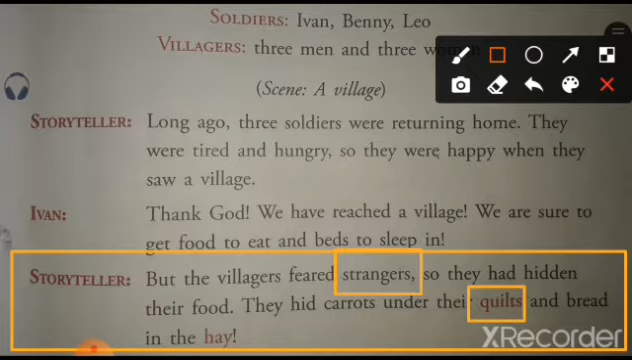 SOLDIERS: Ivan, Benny, Leo
VILLAGERS: three men and three women
(Scene: A village)
STORYTELLER: Long ago, three soldiers were returning home. They
were tired and hungry, so they were happy when they
saw a village.
IVAN: Thank God! We have reached a village! We are sure to
get food to eat and beds to sleep in!
STORYTELLER: But the villagers feared strangers, so they had hidden
their food. They hid carrots under their quilts and bread
in the hay!
XRecorder